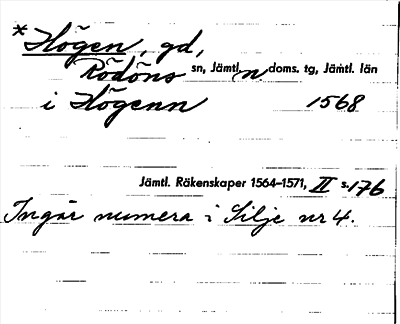 *Högen, gd,
Rödöns sn, Jämtl. n doms. tg, Jämtl. län
i Högenn 1568
Jämtl. Räkenskaper 1564–1571, II s. 176
Ingår numera i Silje nr 4.